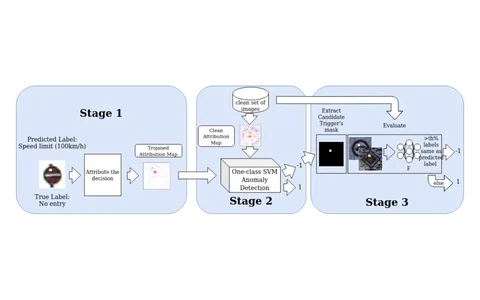 Stage 1
Predicted Label:
Speed limit (100km/h)
True Label:
No entry
Attribute the
decision
Trojaned
Attribution Map
clean set of
images
Clean
Attribution
Map
One-class SVM
Anomaly
Detection
-1
1
Stage 2
Extract
Candidate
Trigger's
mask
Evaluate
F
>th%
labels
same as
predicted
label
-1
else
1
Stage 3